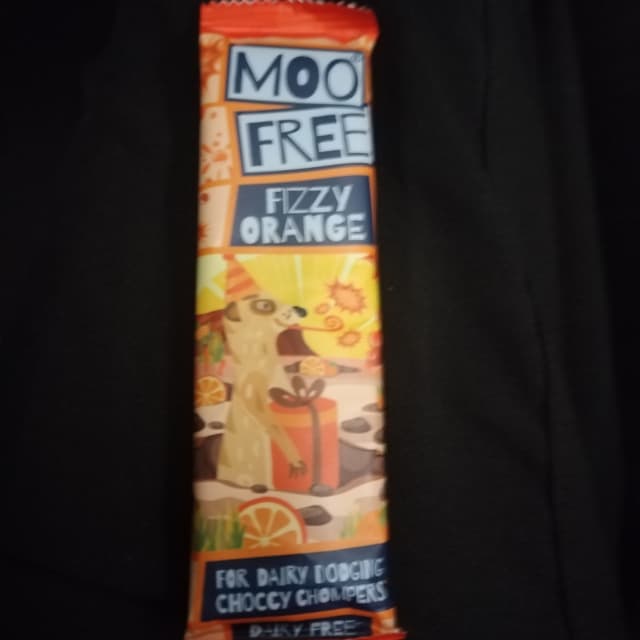 MOO
FREE
FIZZY
ORANGE
FOR DAIRY DODGING
CHOCCY CHOMPERS
DAIRY FREE